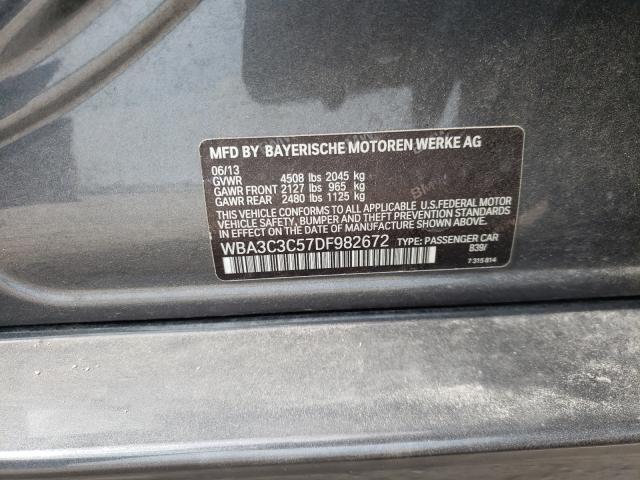 MFD BY BAYERISCHE MOTOREN WERKE AG
06/13
GVWR 4508 lbs 2045 kg
GAWR FRONT 2127 lbs 965 kg
GAWR REAR 2480 lbs 1125 kg
THIS VEHICLE CONFORMS TO ALL APPLICABLE U.S.FEDERAL MOTOR
VEHICLE SAFETY, BUMPER AND THEFT PREVENTION STANDARDS
IN EFFECT ON THE DATE OF MANUFACTURE SHOWN ABOVE.
WBA3C3C57DF982672 TYPE: PASSENGER CAR
B39/
7 315 814